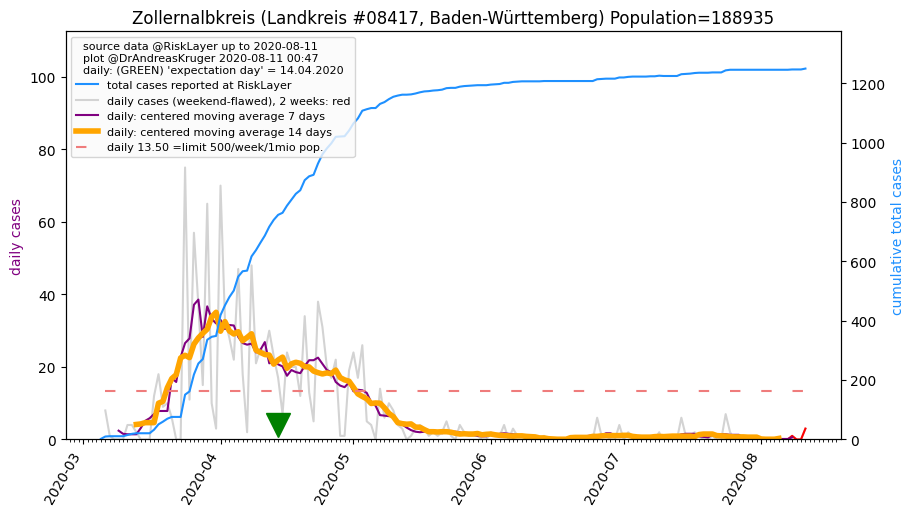 Zollernalbkreis (Landkreis #08417, Baden-Württemberg) Population=188935
source data @RiskLayer up to 2020-08-11
plot @DrAndreasKruger 2020-08-11 00:47
daily: (GREEN) 'expectation day' = 14.04.2020
total cases reported at RiskLayer
daily cases (weekend-flawed), 2 weeks: red
daily: centered moving average 7 days
daily: centered moving average 14 days
daily 13.50 =limit 500/week/1mio pop.
daily cases
100
80
60
40
20
0
cumulative total cases
1200
1000
800
600
400
200
0
2020-03
2020-04
2020-05
2020-06
2020-07
2020-08